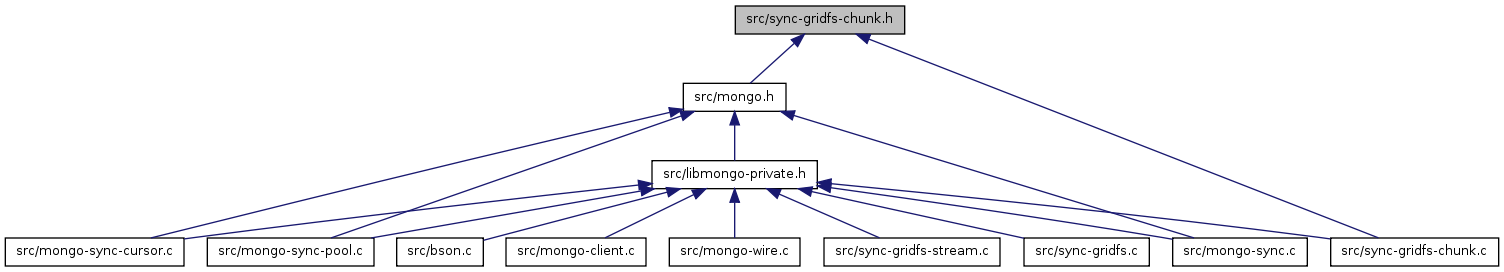 src/sync-gridfs-chunk.h
src/mongo.h
src/libmongo-private.h
src/mongo-sync-cursor.c
src/mongo-sync-pool.c
src/bson.c
src/mongo-client.c
src/mongo-wire.c
src/sync-gridfs-stream.c
src/sync-gridfs.c
src/mongo-sync.c
src/sync-gridfs-chunk.c